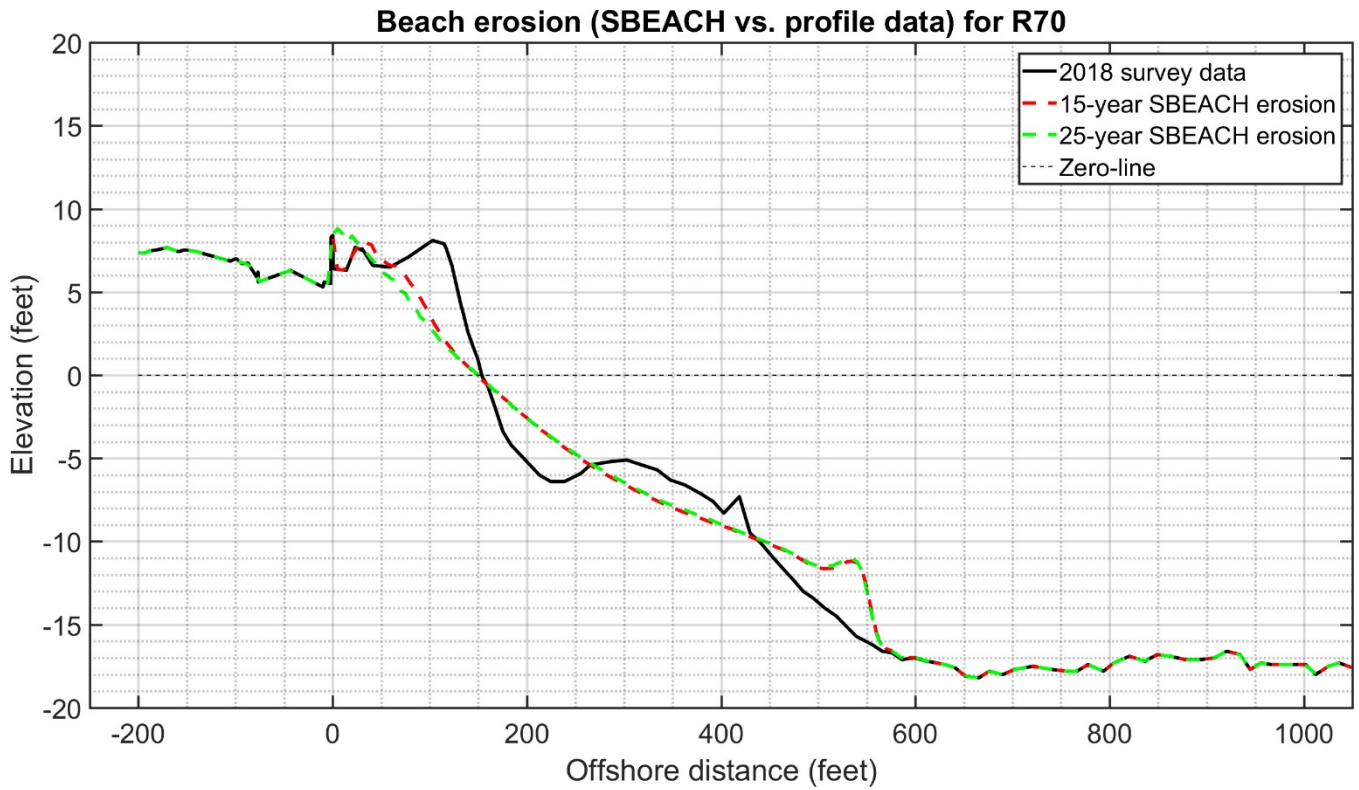 Beach erosion (SBEACH vs. profile data) for R70
2018 survey data
15-year SBEACH erosion
25-year SBEACH erosion
Zero-line
20
15
10
5
0
-5
-10
-15
-20
Elevation (feet)
-200
0
200
400
600
800
1000
Offshore distance (feet)